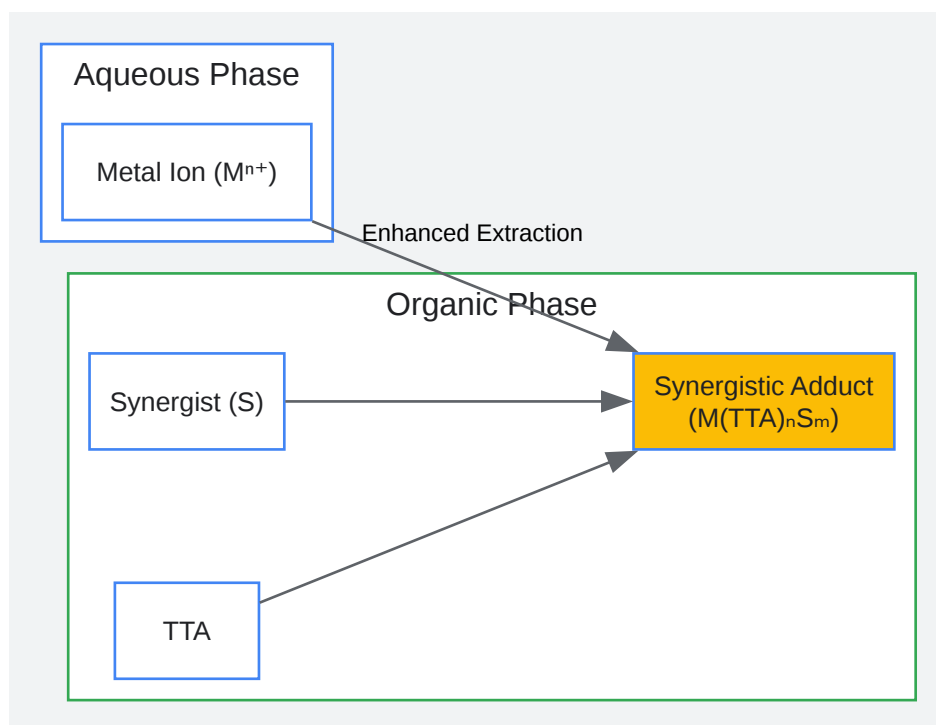 Aqueous Phase
Metal Ion (Mⁿ⁺)
Enhanced Extraction
Organic Phase
Synergist (S)
Synergistic Adduct
(M(TTA)ₙSₘ)
TTA